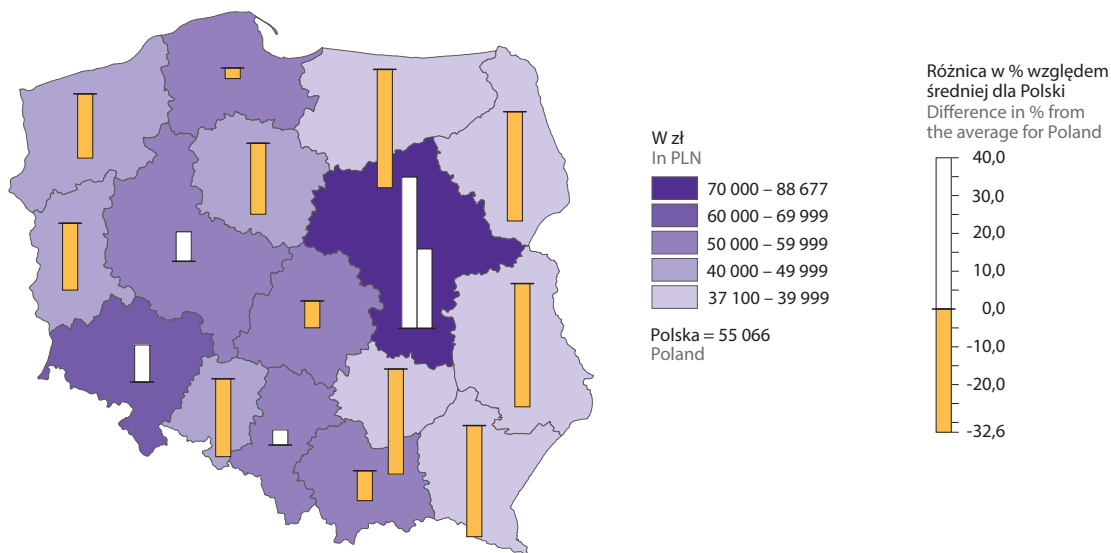 W zł
In PLN
70 000 – 88 677
60 000 – 69 999
50 000 – 59 999
40 000 – 49 999
37 100 – 39 999
Polska = 55 066
Poland
Różnica w % względem
średniej dla Polski
Difference in % from
the average for Poland
40,0
30,0
20,0
10,0
0,0
-10,0
-20,0
-32,6